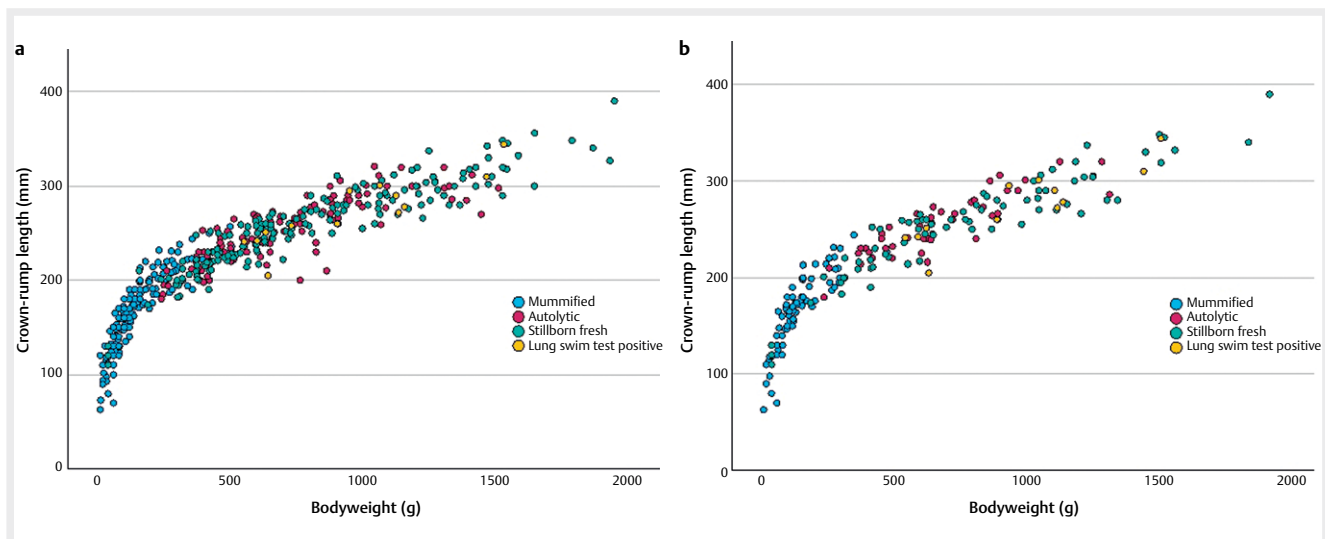 a
Crown-rump length (mm)
400
300
200
100
0
0 500 1000 1500 2000
Bodyweight (g)
Mummified
Autolytic
Stillborn fresh
Lung swim test positive
b
Crown-rump length (mm)
400
300
200
100
0
0 500 1000 1500 2000
Bodyweight (g)
Mummified
Autolytic
Stillborn fresh
Lung swim test positive